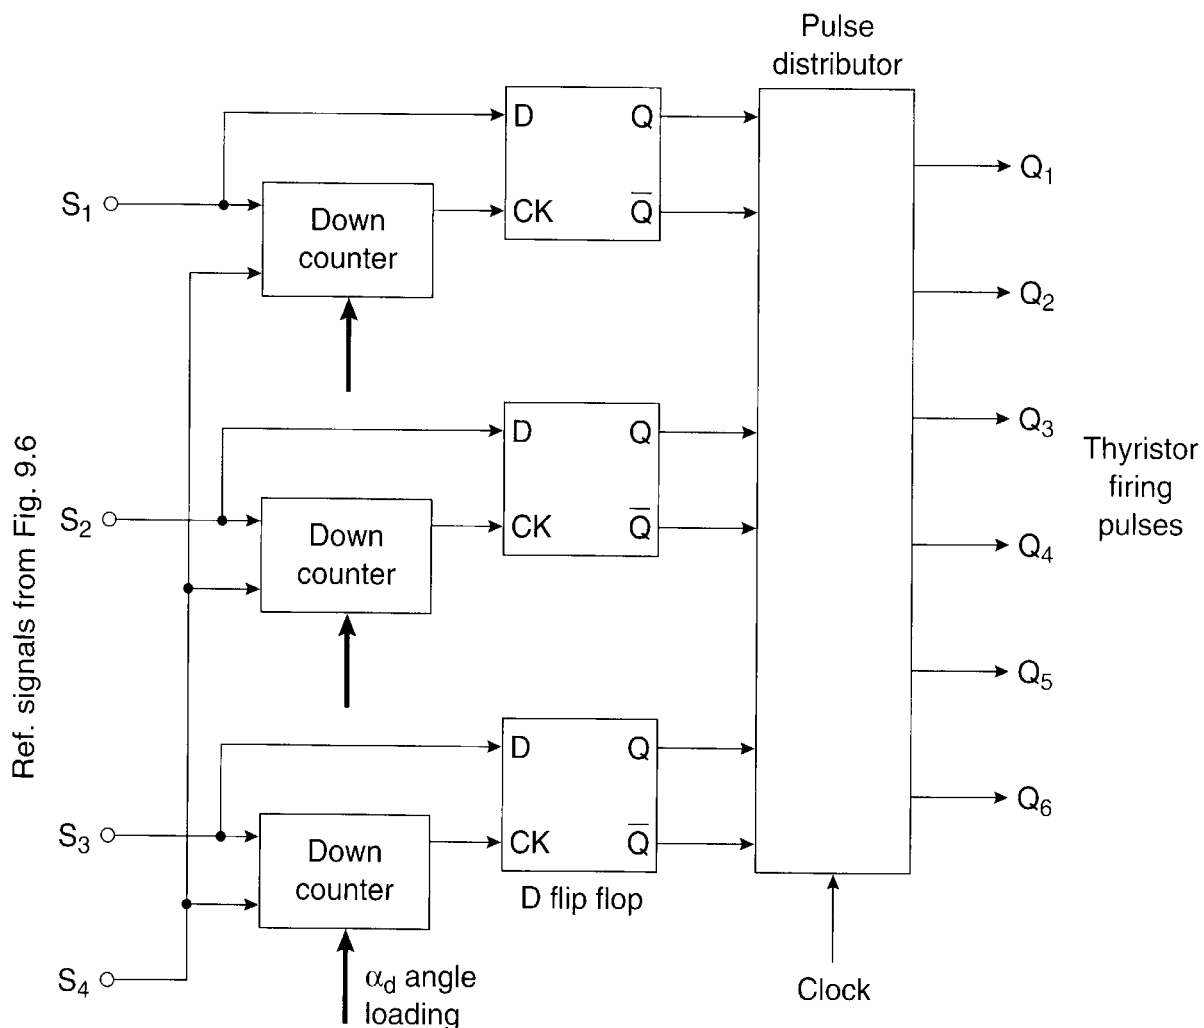 Pulse
distributor
D
Q
CK
Q̅
S₁
Down
counter
Q₁
Q₂
D
Q
CK
Q̅
S₂
Down
counter
Q₃
Q₄
Ref. signals from Fig. 9.6
Thyristor
firing
pulses
D
Q
CK
Q̅
S₃
Down
counter
Q₅
Q₆
D flip flop
S₄
α_d angle
loading
Clock